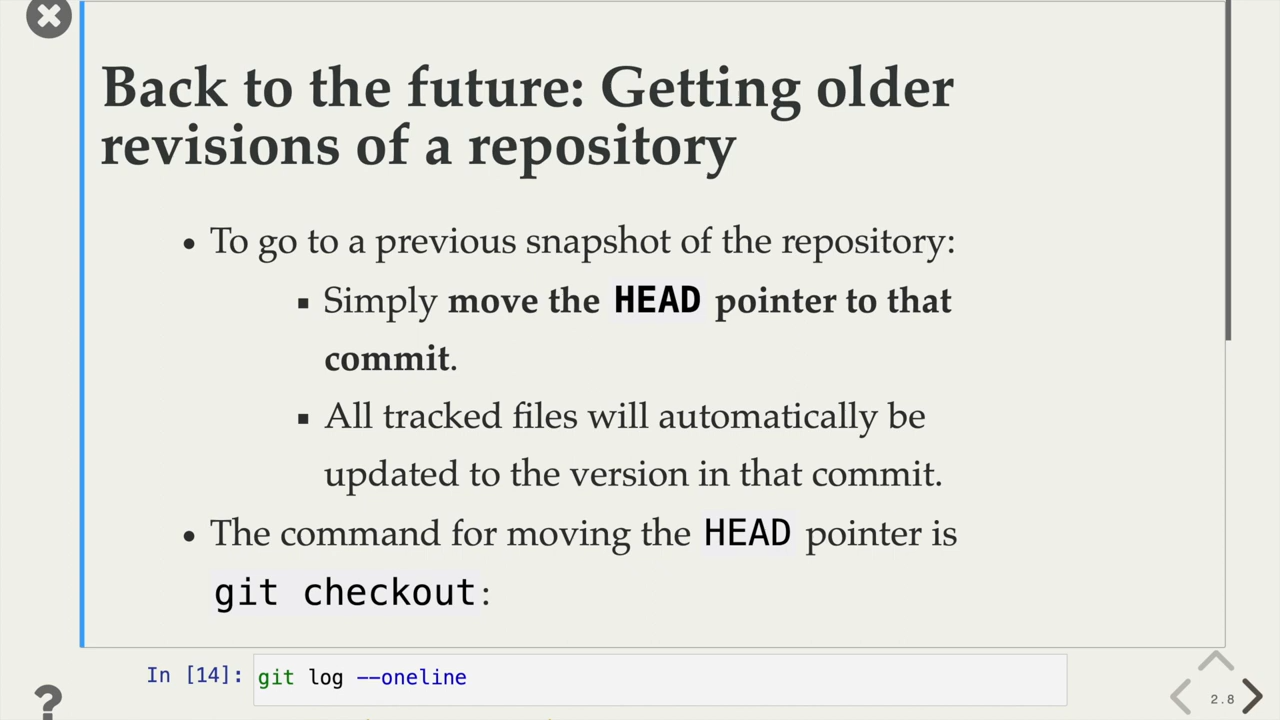 Back to the future: Getting older
revisions of a repository
• To go to a previous snapshot of the repository:
▪ Simply move the HEAD pointer to that
commit.
▪ All tracked files will automatically be
updated to the version in that commit.
• The command for moving the HEAD pointer is
git checkout:
In [14]: git log --oneline
?
2.8